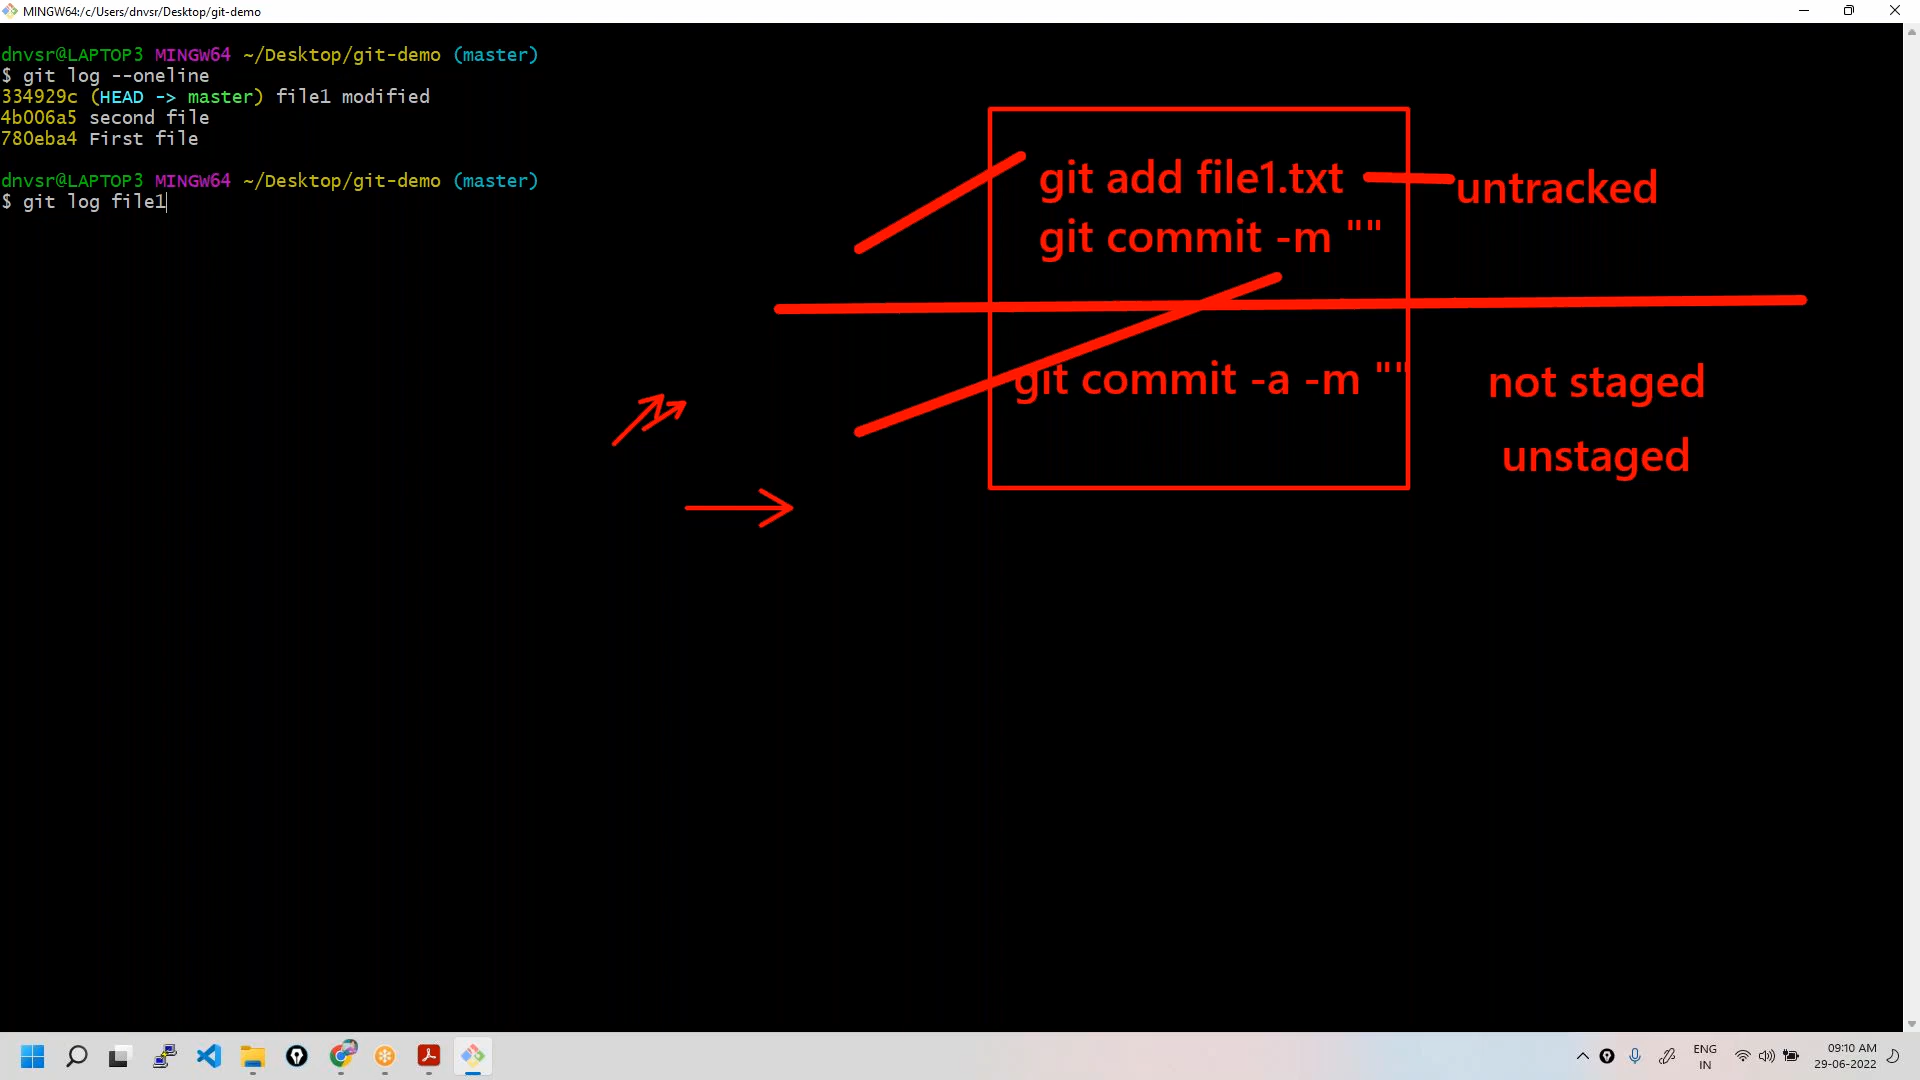 MINGW64:/c/Users/dnvsr/Desktop/git-demo
dnvsr@LAPTOP3 MINGW64 ~/Desktop/git-demo (master)
$ git log --oneline
334929c (HEAD -> master) file1 modified
4b006a5 second file
780eba4 First file
dnvsr@LAPTOP3 MINGW64 ~/Desktop/git-demo (master)
$ git log file1
git add file1.txt
untracked
git commit -m ""
git commit -a -m ""
not staged
unstaged
ENG
IN
09:10 AM
29-06-2022